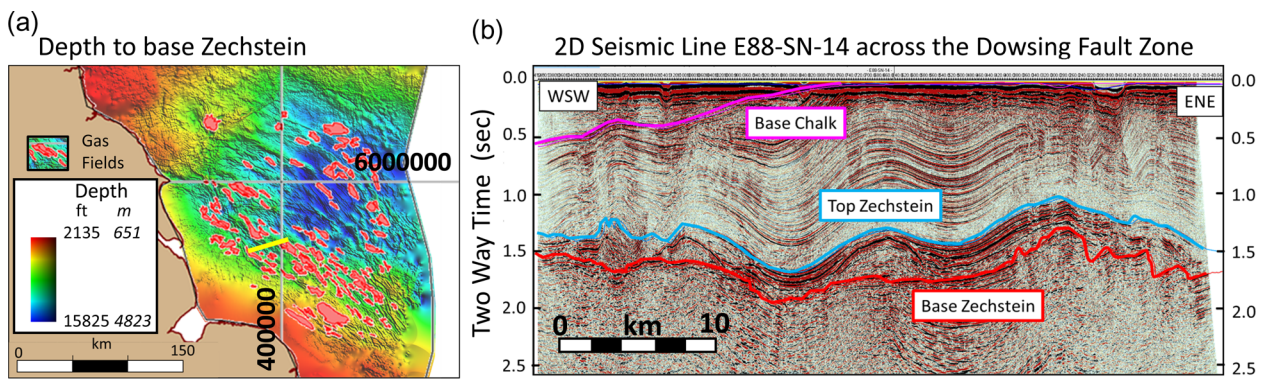 (a)
Depth to base Zechstein
Gas
Fields
Depth
ft m
2135 651
15825 4823
km
0 150
6000000
400000
(b)
2D Seismic Line E88-SN-14 across the Dowsing Fault Zone
E88-SN-14
WSW
ENE
Two Way Time (sec)
0.0
0.5
1.0
1.5
2.0
2.5
Base Chalk
Top Zechstein
Base Zechstein
0 km 10
0.0
0.5
1.0
1.5
2.0
2.5